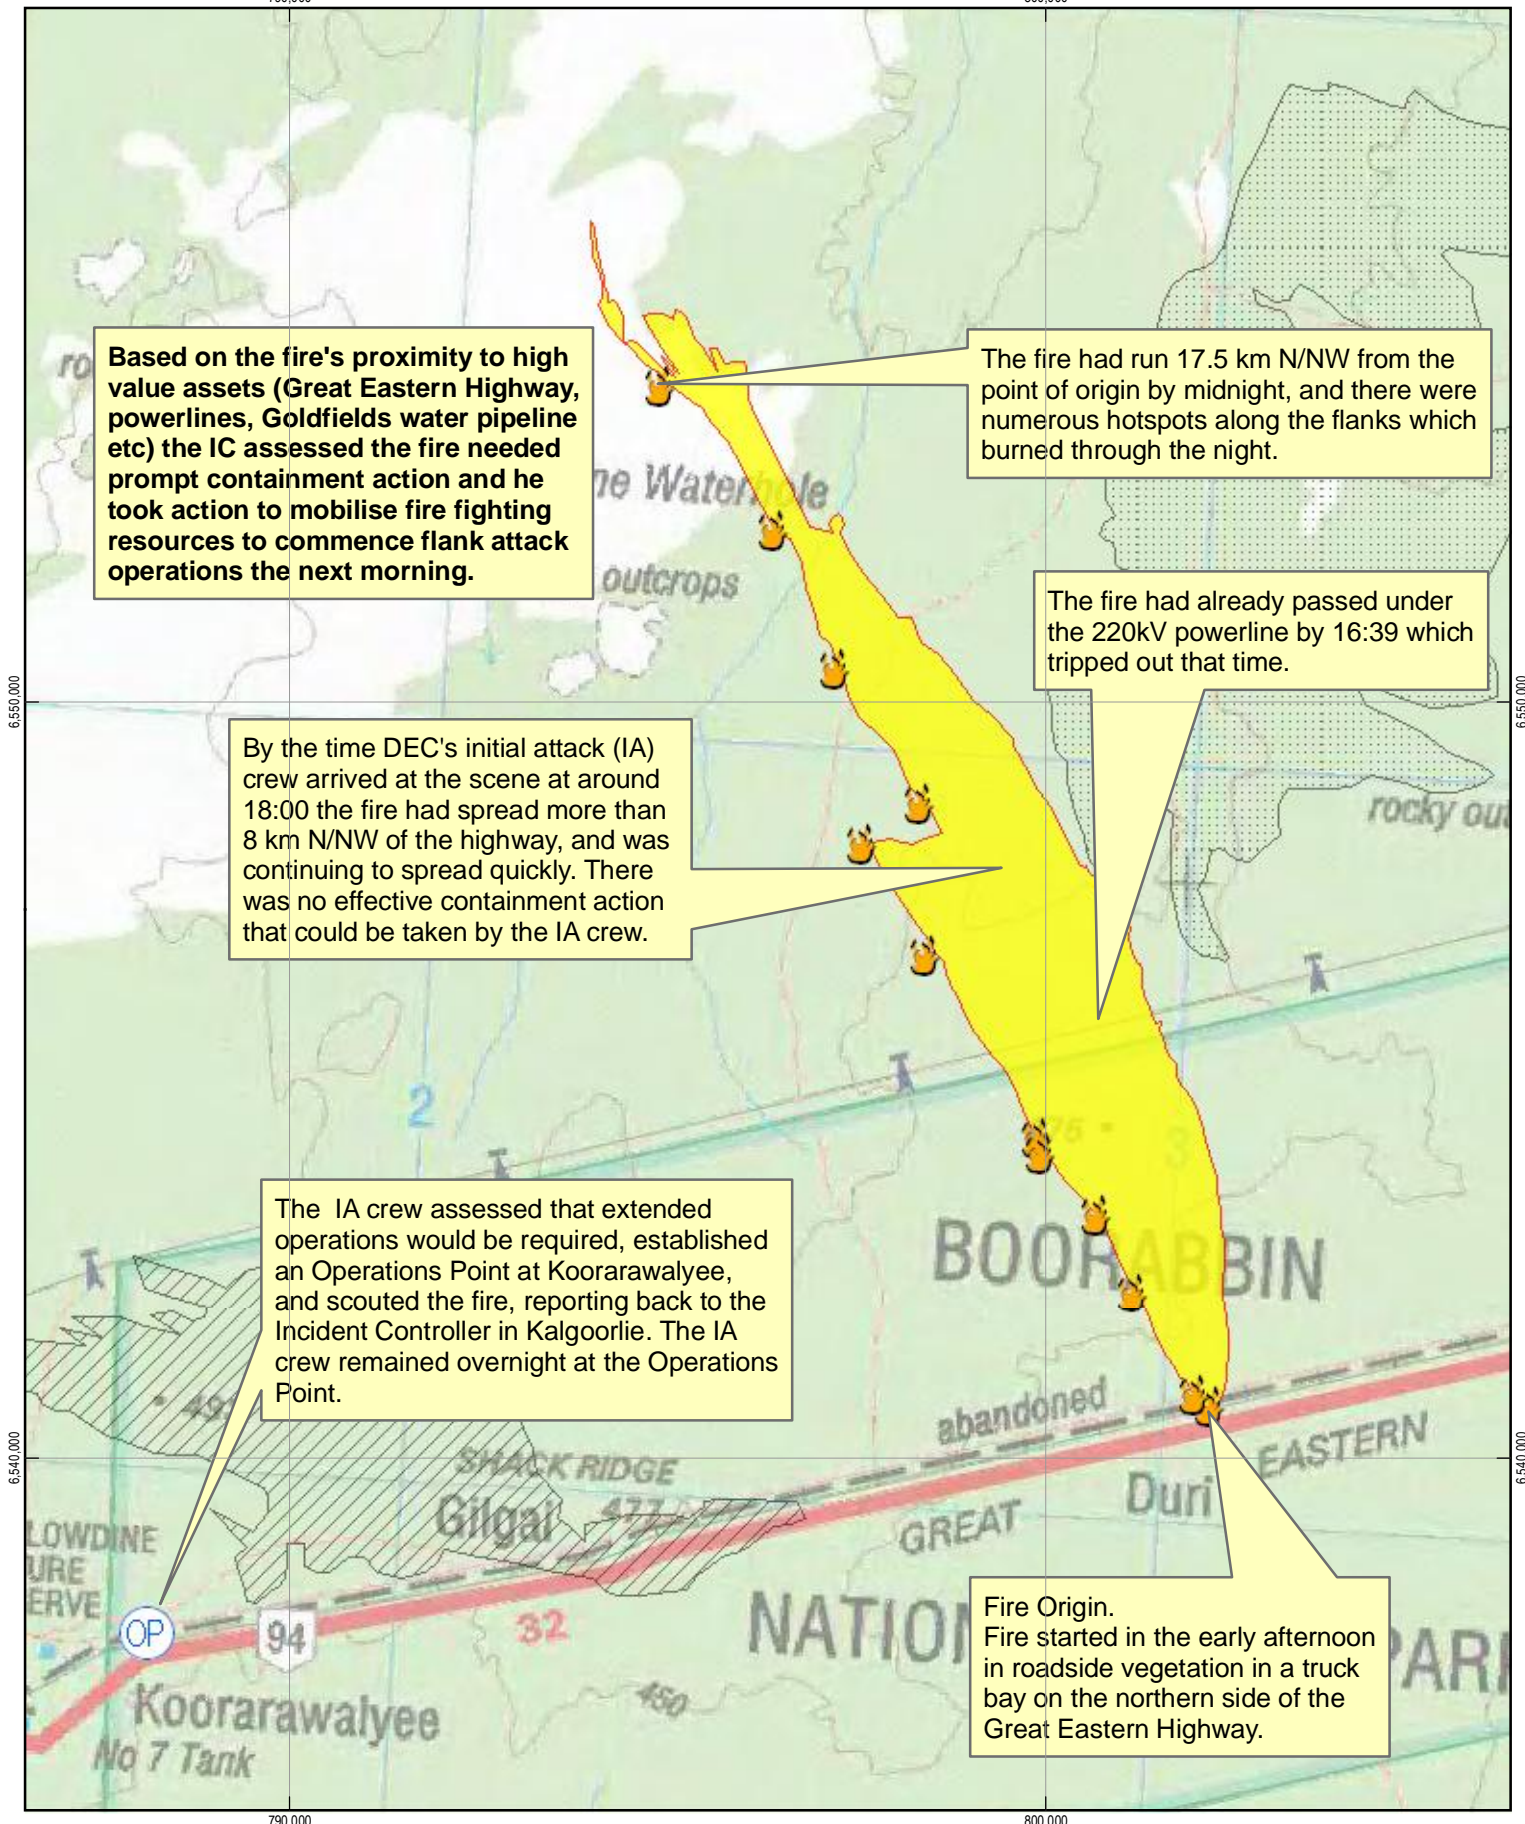 Based on the fire's proximity to high
value assets (Great Eastern Highway,
powerlines, Goldfields water pipeline
etc) the IC assessed the fire needed
prompt containment action and he
took action to mobilise fire fighting
resources to commence flank attack
operations the next morning.
The fire had run 17.5 km N/NW from the
point of origin by midnight, and there were
numerous hotspots along the flanks which
burned through the night.
ne Waterhole
outcrops
The fire had already passed under
the 220kV powerline by 16:39 which
tripped out that time.
6,550,000
6,550,000
By the time DEC's initial attack (IA)
crew arrived at the scene at around
18:00 the fire had spread more than
8 km N/NW of the highway, and was
continuing to spread quickly. There
was no effective containment action
that could be taken by the IA crew.
rocky out
2
3
The  IA crew assessed that extended
operations would be required, established
an Operations Point at Koorarawalyee,
and scouted the fire, reporting back to the
Incident Controller in Kalgoorlie. The IA
crew remained overnight at the Operations
Point.
BOORABBIN
abandoned
EASTERN
6,540,000
6,540,000
SHACK RIDGE
477
Gilgai
Duri
GREAT
LOWDINE
URE
ERVE
OP
94
32
NATION
PARK
Fire Origin.
Fire started in the early afternoon
in roadside vegetation in a truck
bay on the northern side of the
Great Eastern Highway.
450
Koorarawalyee
No 7 Tank
790,000
800,000